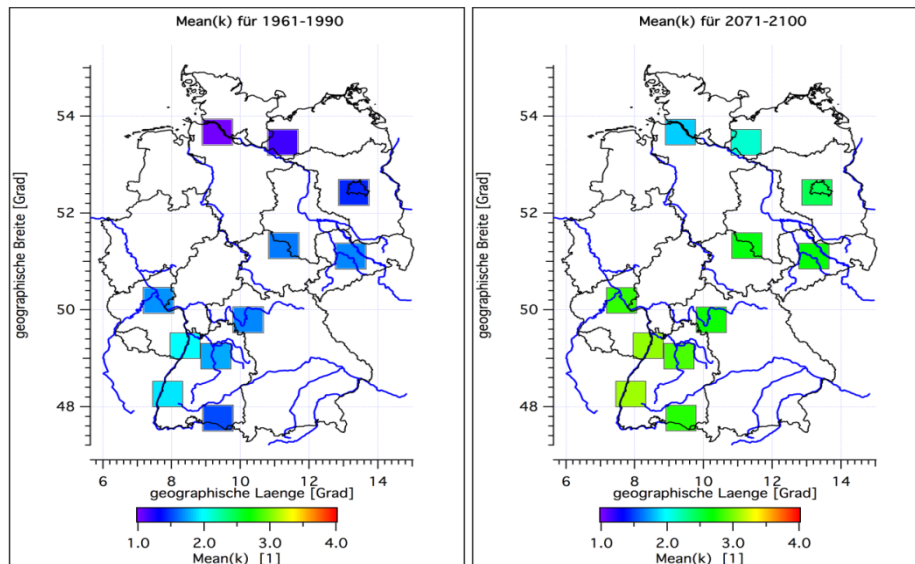 Mean(k) für 1961-1990
geographische Breite [Grad]
54
52
50
48
6 8 10 12 14
geographische Laenge [Grad]
1.0 2.0 3.0 4.0
Mean(k) [1]
Mean(k) für 2071-2100
geographische Breite [Grad]
54
52
50
48
6 8 10 12 14
geographische Laenge [Grad]
1.0 2.0 3.0 4.0
Mean(k) [1]